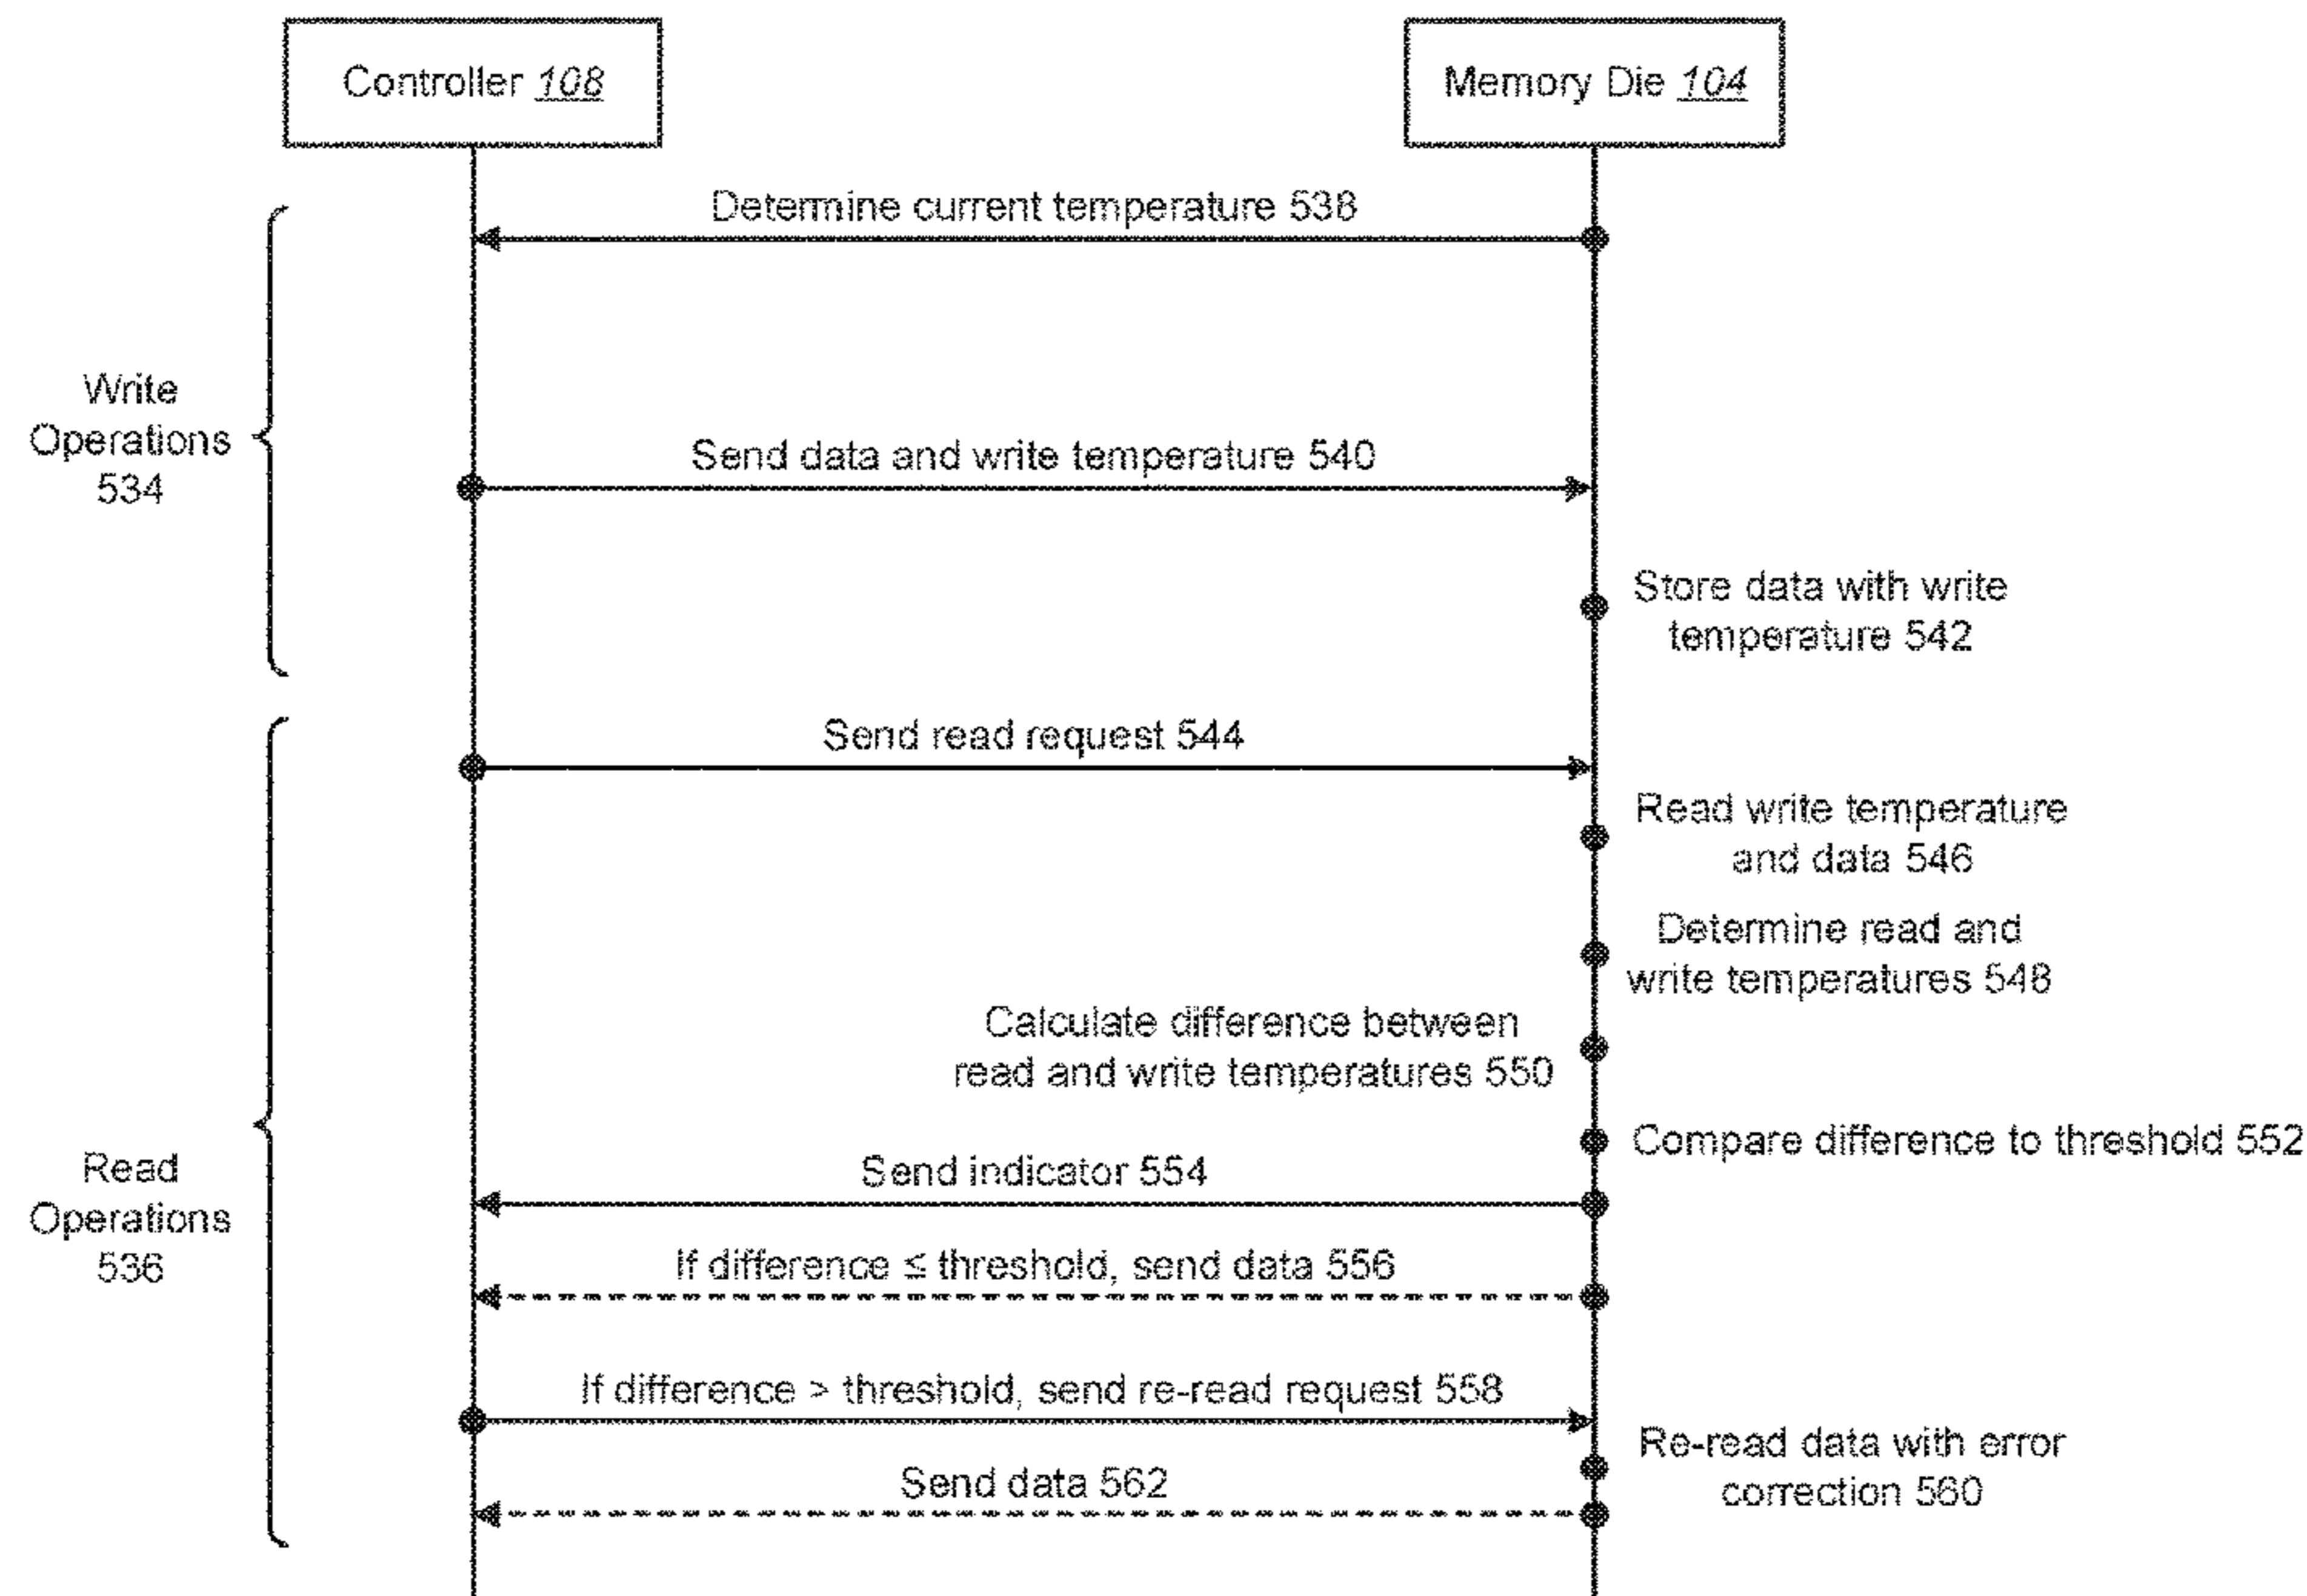 Controller 108
Memory Die 104
Determine current temperature 538
Write
Operations
534
Send data and write temperature 540
Store data with write
temperature 542
Send read request 544
Read write temperature
and data 546
Determine read and
write temperatures 548
Calculate difference between
read and write temperatures 550
Compare difference to threshold 552
Read
Operations
536
Send indicator 554
If difference ≤ threshold, send data 556
If difference > threshold, send re-read request 558
Re-read data with error
correction 560
Send data 562